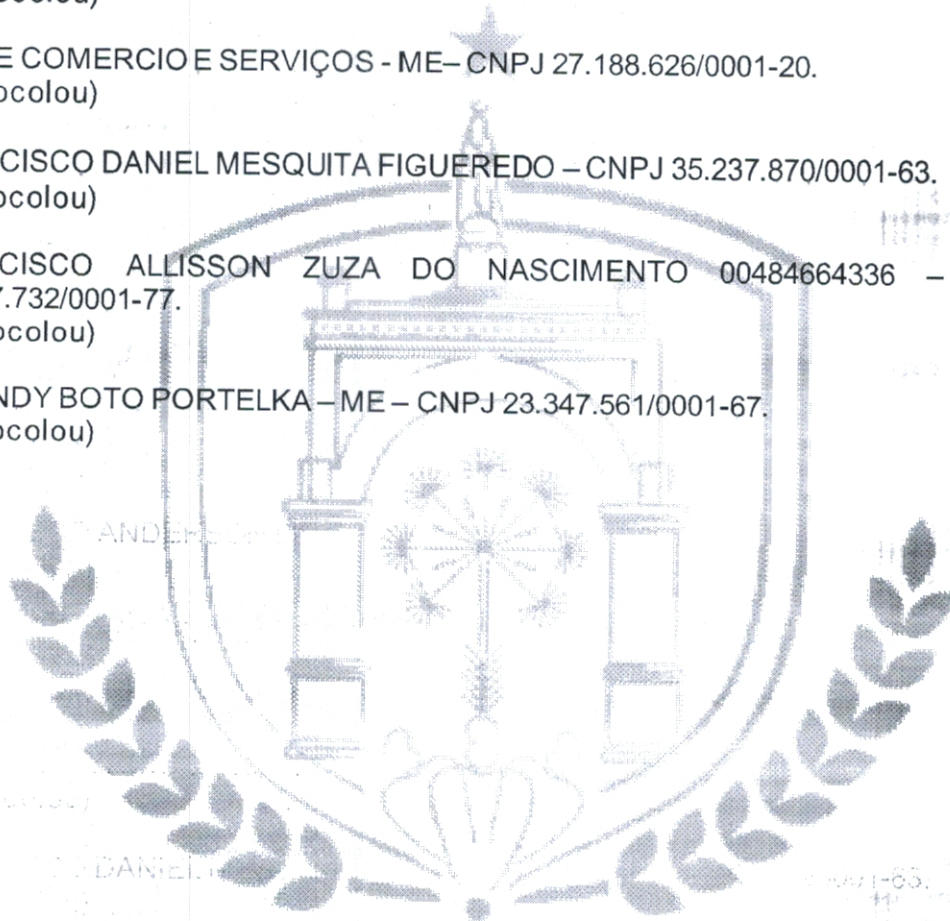 ocolou)
E COMERCIO E SERVIÇOS - ME– CNPJ 27.188.626/0001-20.
ocolou)
CISCO DANIEL MESQUITA FIGUEREDO – CNPJ 35.237.870/0001-63.
ocolou)
CISCO ALLISSON ZUZA DO NASCIMENTO 00484664336 –
7.732/0001-77.
ocolou)
NDY BOTO PORTELKA – ME – CNPJ 23.347.561/0001-67.
ocolou)
DANIEL